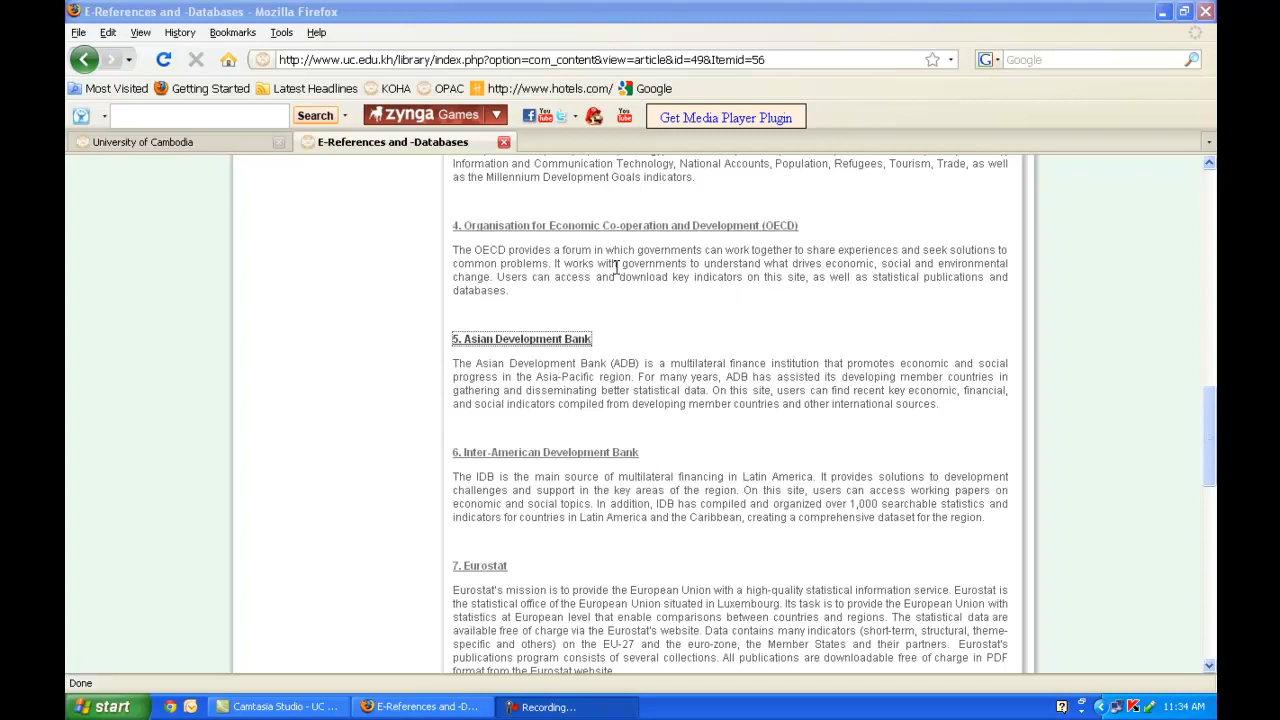 E-References and -Databases - Mozilla Firefox
File Edit View History Bookmarks Tools Help
http://www.uc.edu.kh/library/index.php?option=com_content&view=article&id=49&Itemid=56
Google
Most Visited Getting Started Latest Headlines KOHA OPAC http://www.hotels.com/ Google
Search zynga Games You Tube You Tube Get Media Player Plugin
University of Cambodia E-References and -Databases
Information and Communication Technology, National Accounts, Population, Refugees, Tourism, Trade, as well
as the Millennium Development Goals indicators.
4. Organisation for Economic Co-operation and Development (OECD)
The OECD provides a forum in which governments can work together to share experiences and seek solutions to
common problems. It works with governments to understand what drives economic, social and environmental
change. Users can access and download key indicators on this site, as well as statistical publications and
databases.
5. Asian Development Bank
The Asian Development Bank (ADB) is a multilateral finance institution that promotes economic and social
progress in the Asia-Pacific region. For many years, ADB has assisted its developing member countries in
gathering and disseminating better statistical data. On this site, users can find recent key economic, financial,
and social indicators compiled from developing member countries and other international sources.
6. Inter-American Development Bank
The IDB is the main source of multilateral financing in Latin America. It provides solutions to development
challenges and support in the key areas of the region. On this site, users can access working papers on
economic and social topics. In addition, IDB has compiled and organized over 1,000 searchable statistics and
indicators for countries in Latin America and the Caribbean, creating a comprehensive dataset for the region.
7. Eurostat
Eurostat's mission is to provide the European Union with a high-quality statistical information service. Eurostat is
the statistical office of the European Union situated in Luxembourg. Its task is to provide the European Union with
statistics at European level that enable comparisons between countries and regions. The statistical data are
available free of charge via the Eurostat's website. Data contains many indicators (short-term, structural, theme-
specific and others) on the EU-27 and the euro-zone, the Member States and their partners. Eurostat's
publications program consists of several collections. All publications are downloadable free of charge in PDF
format from the Eurostat website.
Done
start Camtasia Studio - UC ... E-References and -D... Recording... 11:34 AM